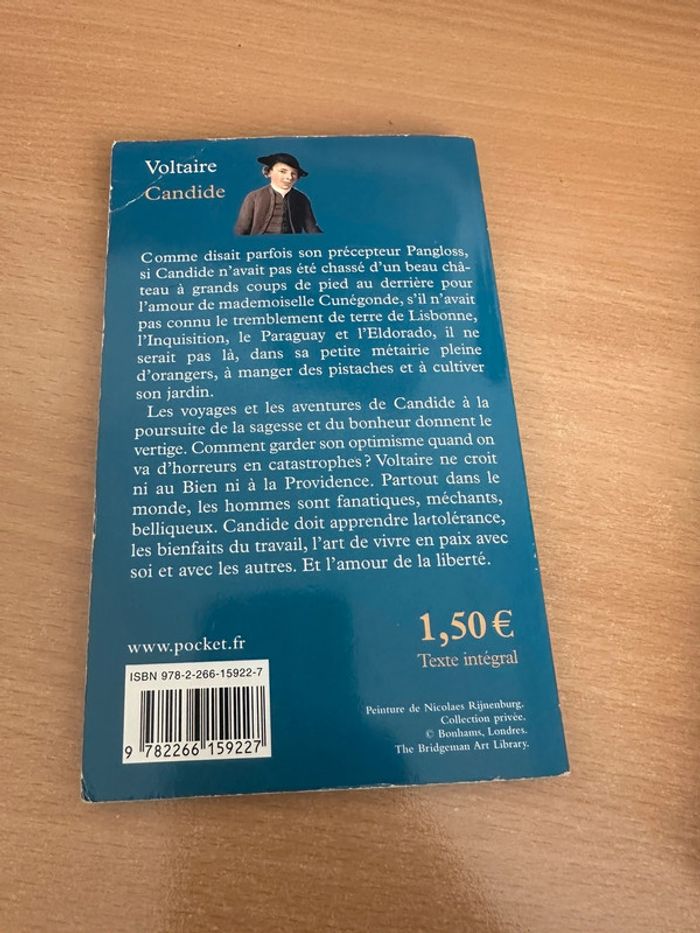 Voltaire
Candide
Comme disait parfois son précepteur Pangloss,
si Candide n'avait pas été chassé d'un beau châ-
teau à grands coups de pied au derrière pour
l'amour de mademoiselle Cunégonde, s'il n'avait
pas connu le tremblement de terre de Lisbonne,
l'Inquisition, le Paraguay et l'Eldorado, il ne
serait pas là, dans sa petite métairie pleine
d'orangers, à manger des pistaches et à cultiver
son jardin.
Les voyages et les aventures de Candide à la
poursuite de la sagesse et du bonheur donnent le
vertige. Comment garder son optimisme quand on
va d'horreurs en catastrophes ? Voltaire ne croit
ni au Bien ni à la Providence. Partout dans le
monde, les hommes sont fanatiques, méchants,
belliqueux. Candide doit apprendre la tolérance,
les bienfaits du travail, l'art de vivre en paix avec
soi et avec les autres. Et l'amour de la liberté.
1,50 €
Texte intégral
www.pocket.fr
ISBN 978-2-266-15922-7
9 782266 159227
Peinture de Nicolaes Rijnenburg.
Collection privée.
© Bonhams, Londres.
The Bridgeman Art Library.